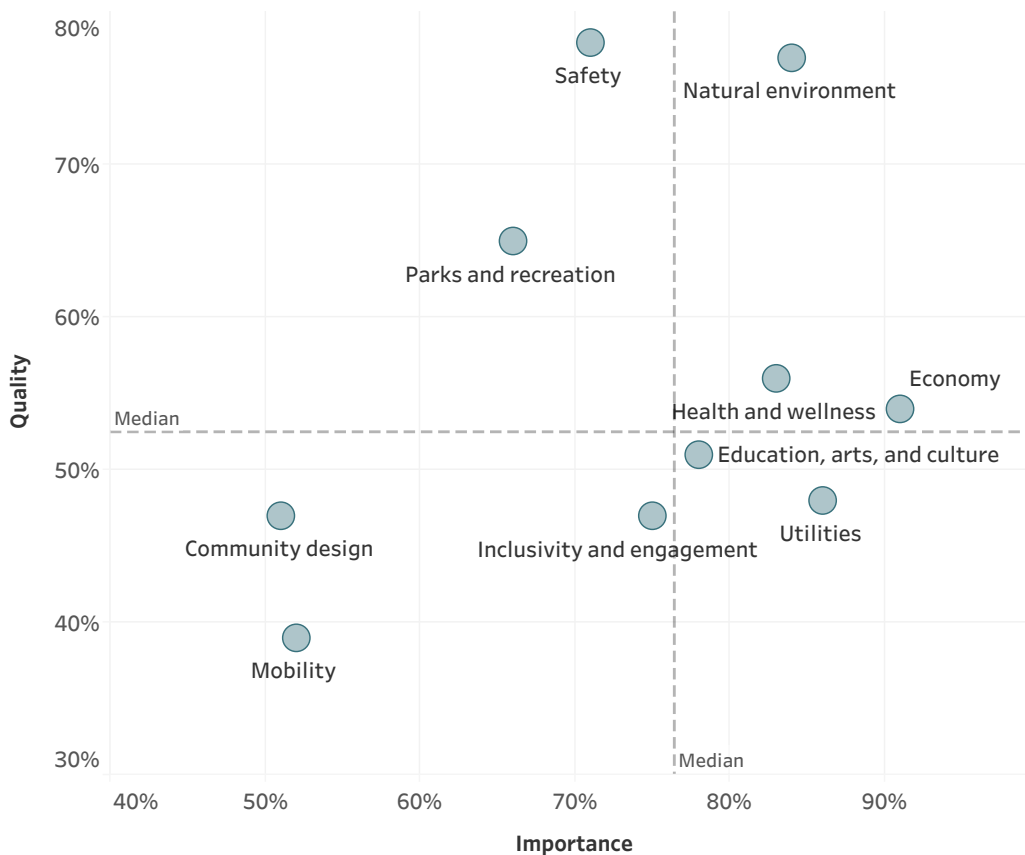 80%
Safety
Natural environment
70%
Parks and recreation
60%
Quality
Economy
Health and wellness
Median
Education, arts, and culture
50%
Utilities
Community design
Inclusivity and engagement
40%
Mobility
30%
Median
40%
50%
60%
70%
80%
90%
Importance